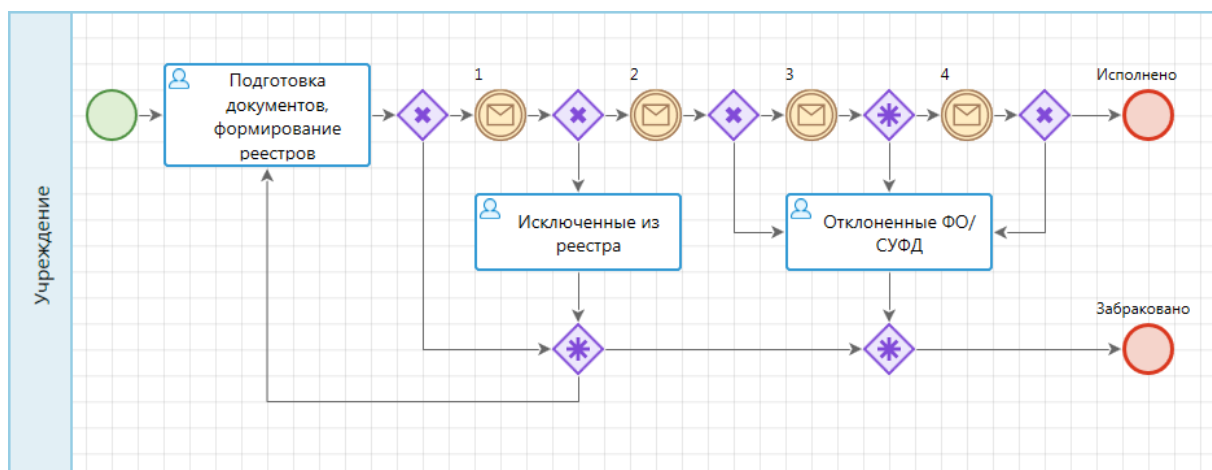 1
2
3
4
Исполнено
Подготовка
документов,
формирование
реестров
Учреждение
Исключенные из
реестра
Отклоненные ФО/
СУФД
Забраковано